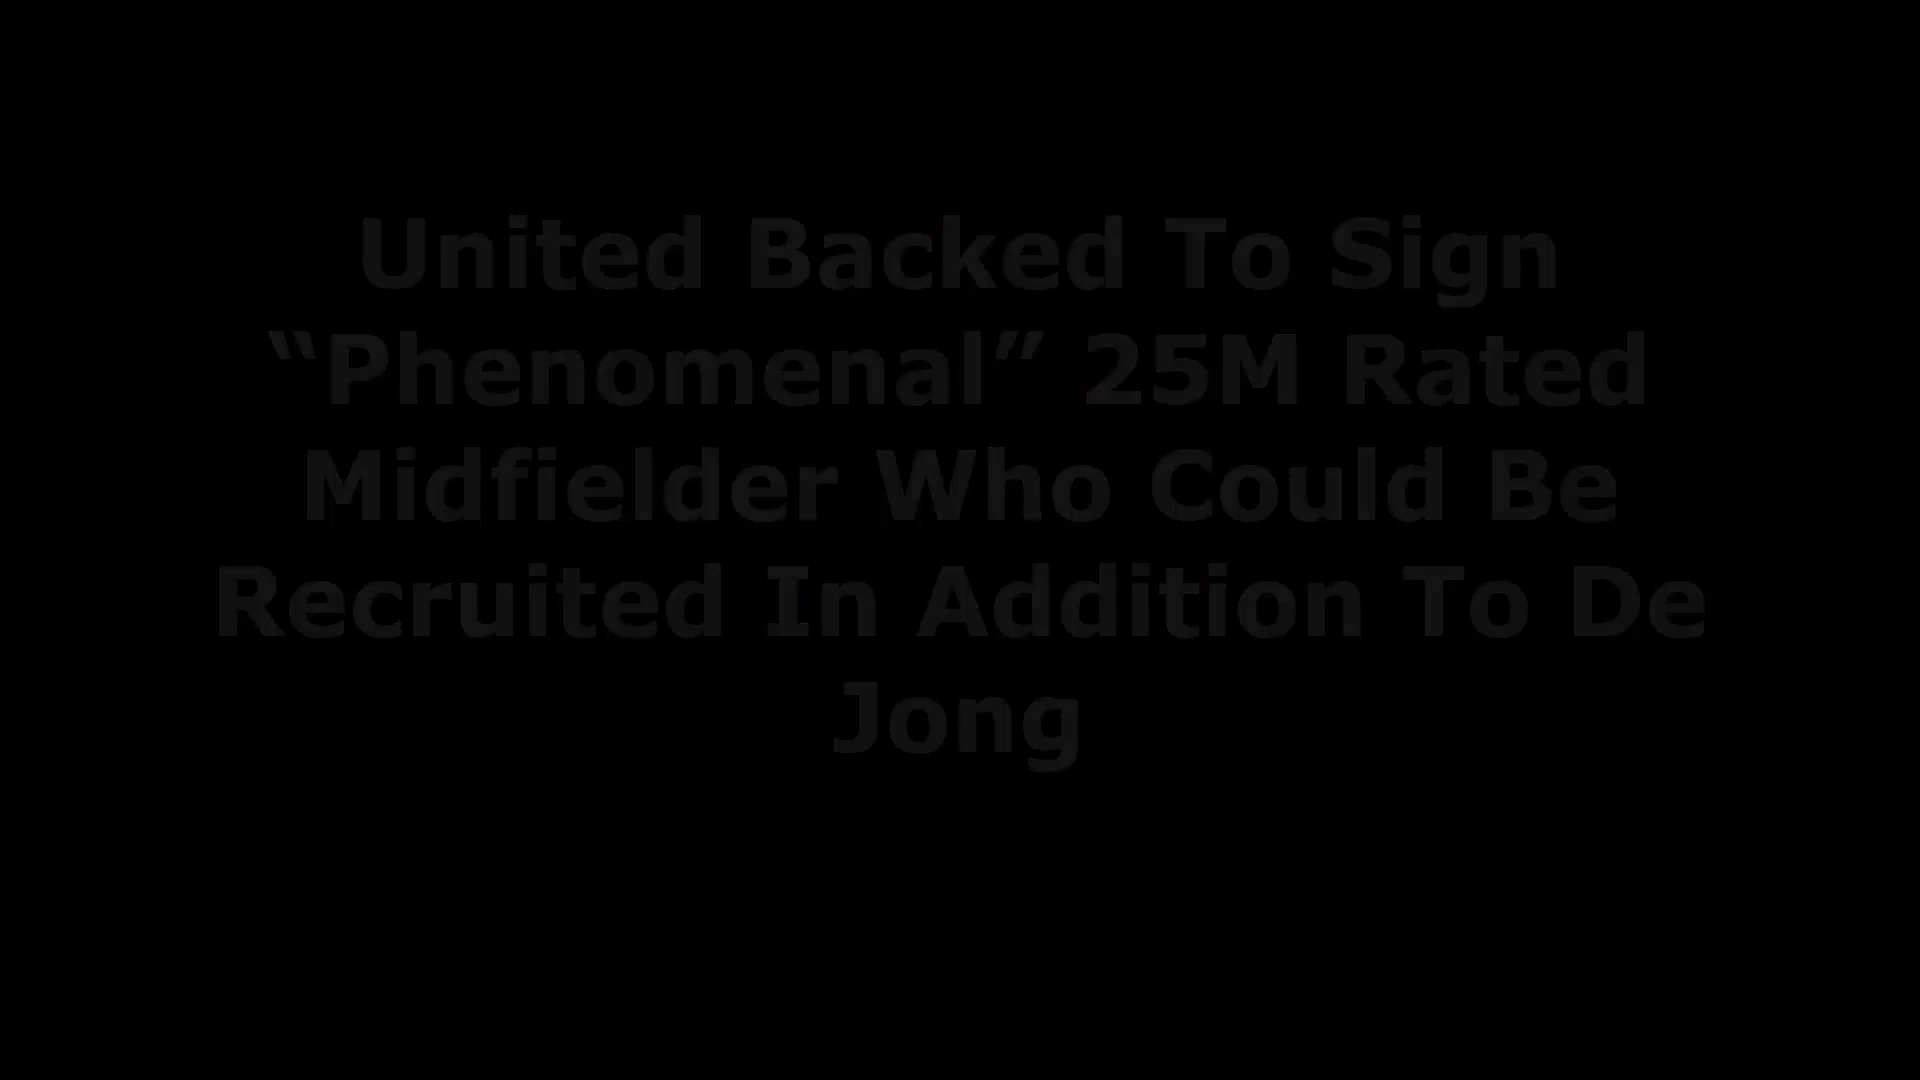 United Backed To Sign
“Phenomenal” 25M Rated
Midfielder Who Could Be
Recruited In Addition To De
Jong